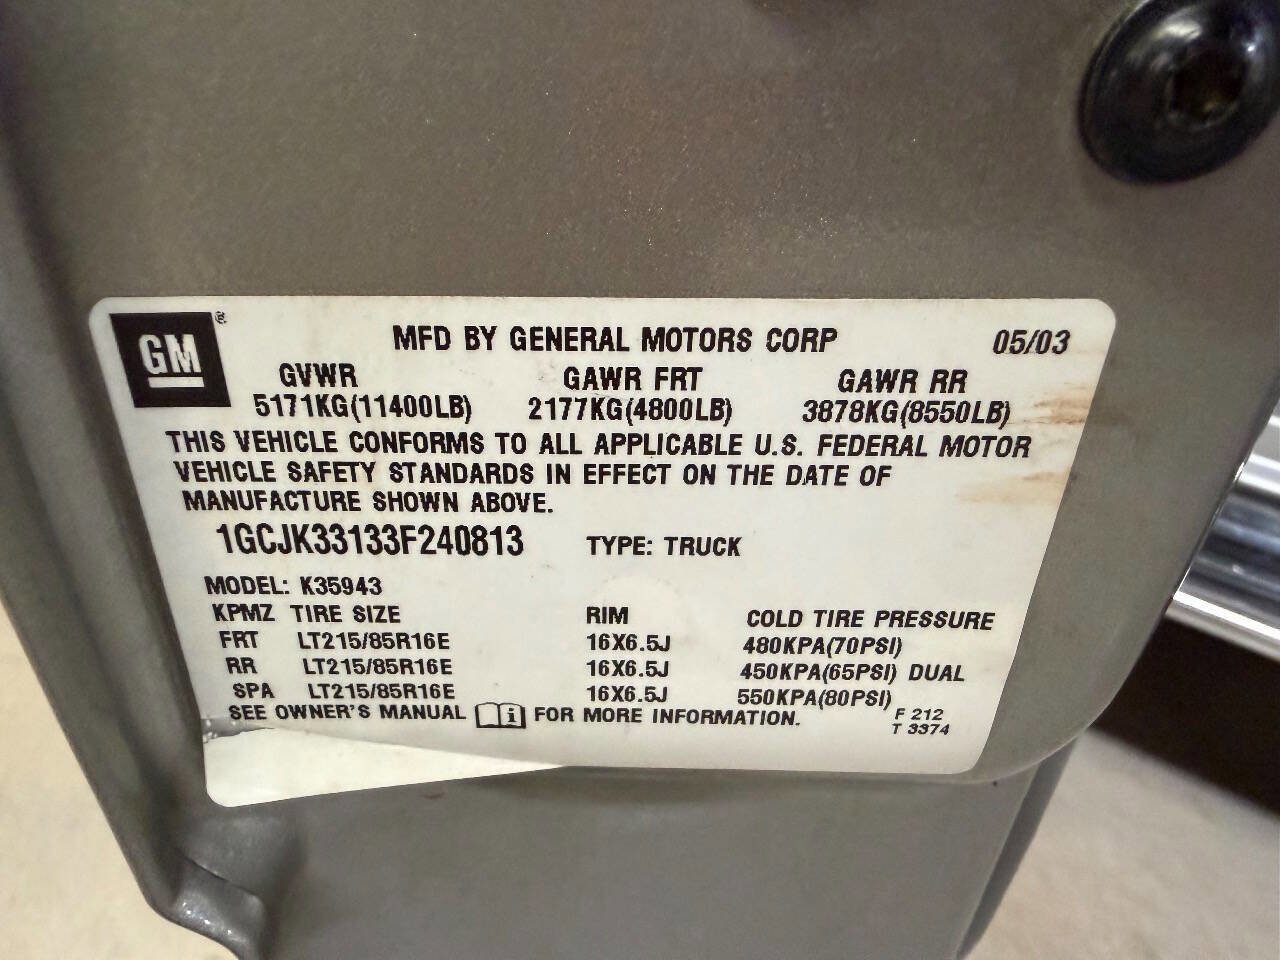 GM ®
MFD BY GENERAL MOTORS CORP 05/03
GVWR GAWR FRT GAWR RR
5171KG(11400LB) 2177KG(4800LB) 3878KG(8550LB)
THIS VEHICLE CONFORMS TO ALL APPLICABLE U.S. FEDERAL MOTOR
VEHICLE SAFETY STANDARDS IN EFFECT ON THE DATE OF
MANUFACTURE SHOWN ABOVE.
1GCJK33133F240813 TYPE: TRUCK
MODEL: K35943
KPMZ TIRE SIZE RIM COLD TIRE PRESSURE
FRT LT215/85R16E 16X6.5J 480KPA(70PSI)
RR LT215/85R16E 16X6.5J 450KPA(65PSI) DUAL
SPA LT215/85R16E 16X6.5J 550KPA(80PSI)
SEE OWNER'S MANUAL i FOR MORE INFORMATION. F 212
T 3374